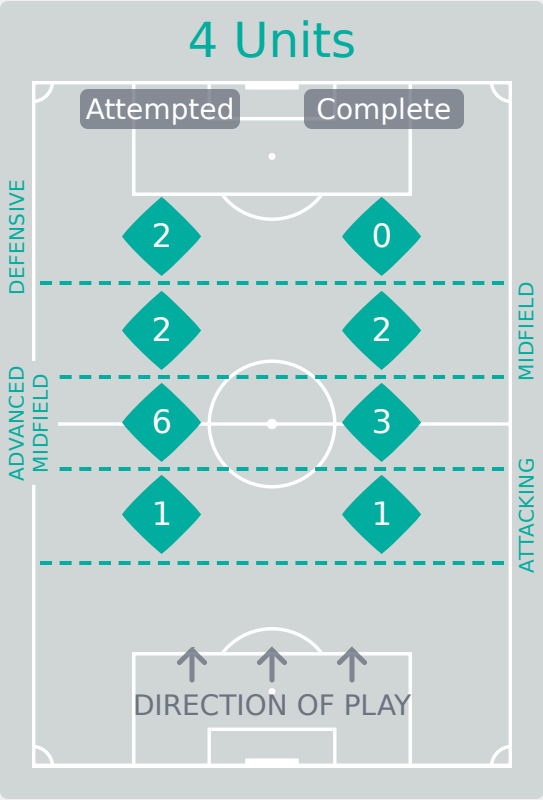 4 Units
Attempted
Complete
DEFENSIVE
2
0
MIDFIELD
2
2
ADVANCED
MIDFIELD
6
3
ATTACKING
1
1
DIRECTION OF PLAY